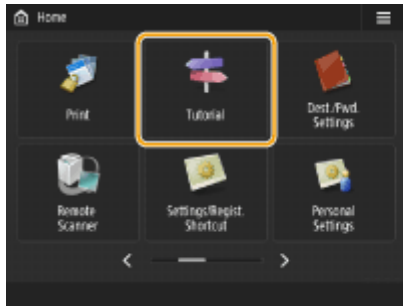 Home
Print
Tutorial
Dest./Fwd.
Settings
Remote
Scanner
Settings/Regist.
Shortcut
Personal
Settings